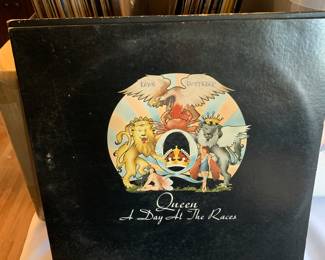 Queen
A Day At The Races